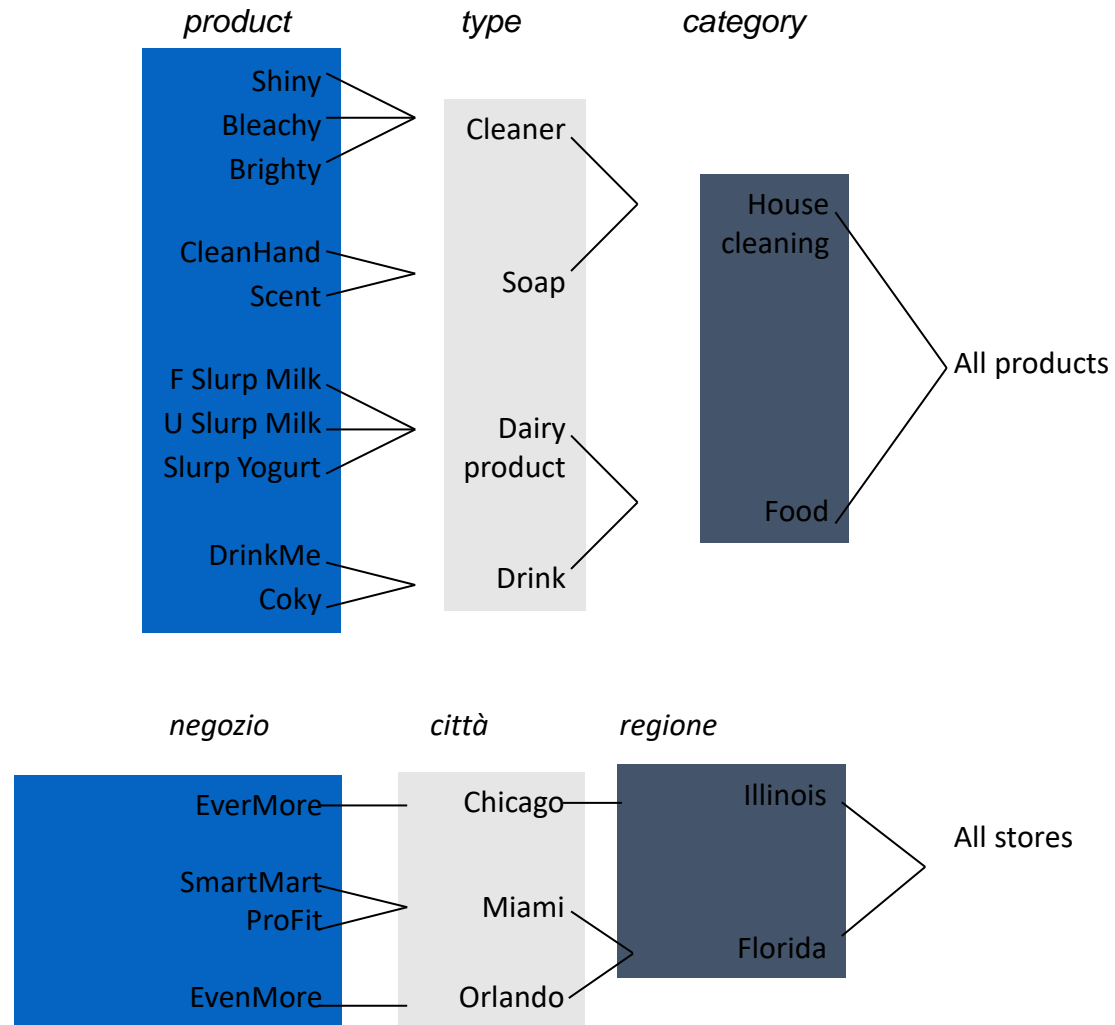 product type category
Shiny
Bleachy
Brighty
Cleaner
House
cleaning
CleanHand
Scent
Soap
All products
F Slurp Milk
U Slurp Milk
Slurp Yogurt
Dairy
product
Food
DrinkMe
Coky
Drink
negozio città regione
EverMore Chicago Illinois
All stores
SmartMart
ProFit
Miami
Florida
EvenMore Orlando